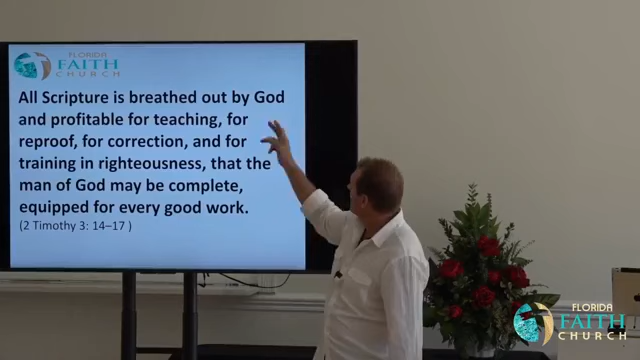 FLORIDA
FAITH
CHURCH
All Scripture is breathed out by God
and profitable for teaching, for
reproof, for correction, and for
training in righteousness, that the
man of God may be complete,
equipped for every good work.
(2 Timothy 3: 14–17 )
FLORIDA
FAITH
CHURCH